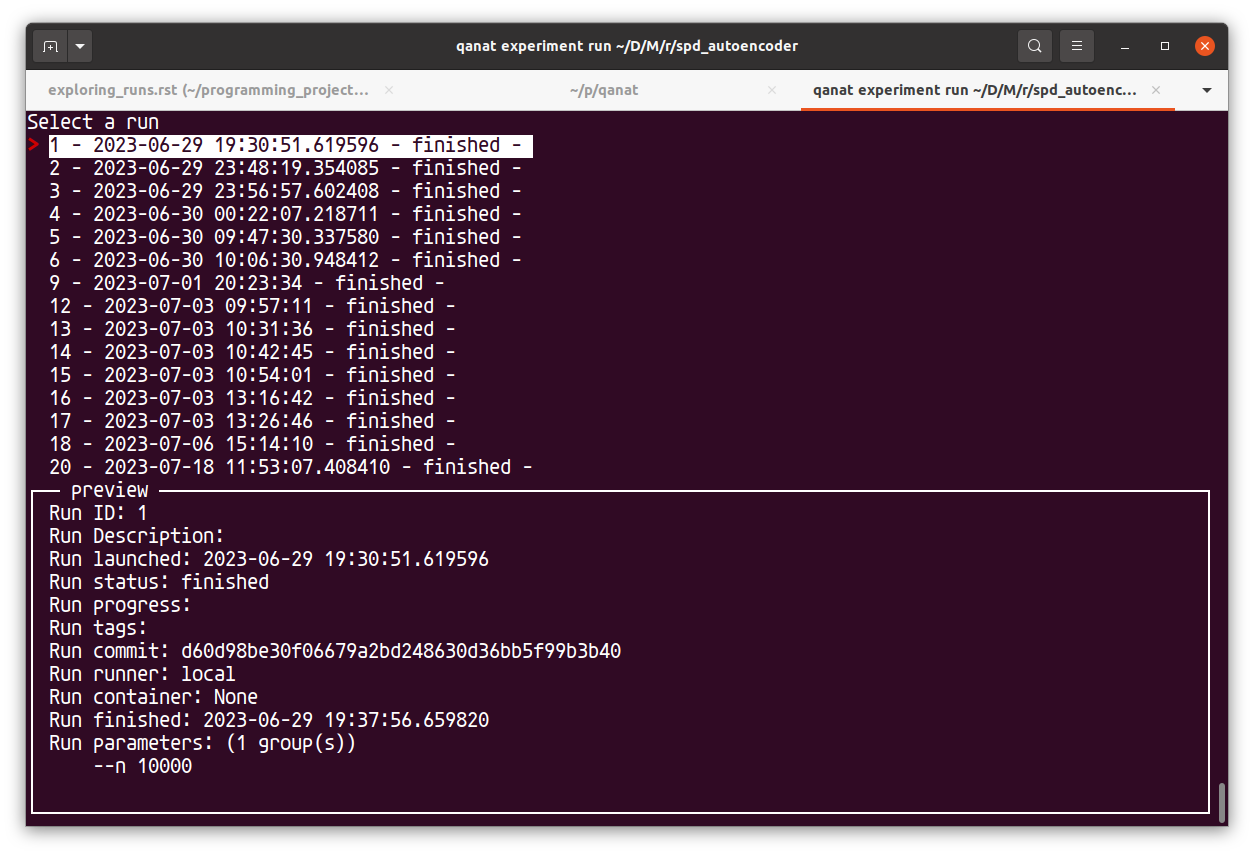 qanat experiment run ~/D/M/r/spd_autoencoder
exploring_runs.rst (~/programming_project...
~/p/qanat
qanat experiment run ~/D/M/r/spd_autoenc...
Select a run
> 1 - 2023-06-29 19:30:51.619596 - finished -
2 - 2023-06-29 23:48:19.354085 - finished -
3 - 2023-06-29 23:56:57.602408 - finished -
4 - 2023-06-30 00:22:07.218711 - finished -
5 - 2023-06-30 09:47:30.337580 - finished -
6 - 2023-06-30 10:06:30.948412 - finished -
9 - 2023-07-01 20:23:34 - finished -
12 - 2023-07-03 09:57:11 - finished -
13 - 2023-07-03 10:31:36 - finished -
14 - 2023-07-03 10:42:45 - finished -
15 - 2023-07-03 10:54:01 - finished -
16 - 2023-07-03 13:16:42 - finished -
17 - 2023-07-03 13:26:46 - finished -
18 - 2023-07-06 15:14:10 - finished -
20 - 2023-07-18 11:53:07.408410 - finished -
preview
Run ID: 1
Run Description:
Run launched: 2023-06-29 19:30:51.619596
Run status: finished
Run progress:
Run tags:
Run commit: d60d98be30f06679a2bd248630d36bb5f99b3b40
Run runner: local
Run container: None
Run finished: 2023-06-29 19:37:56.659820
Run parameters: (1 group(s))
--n 10000